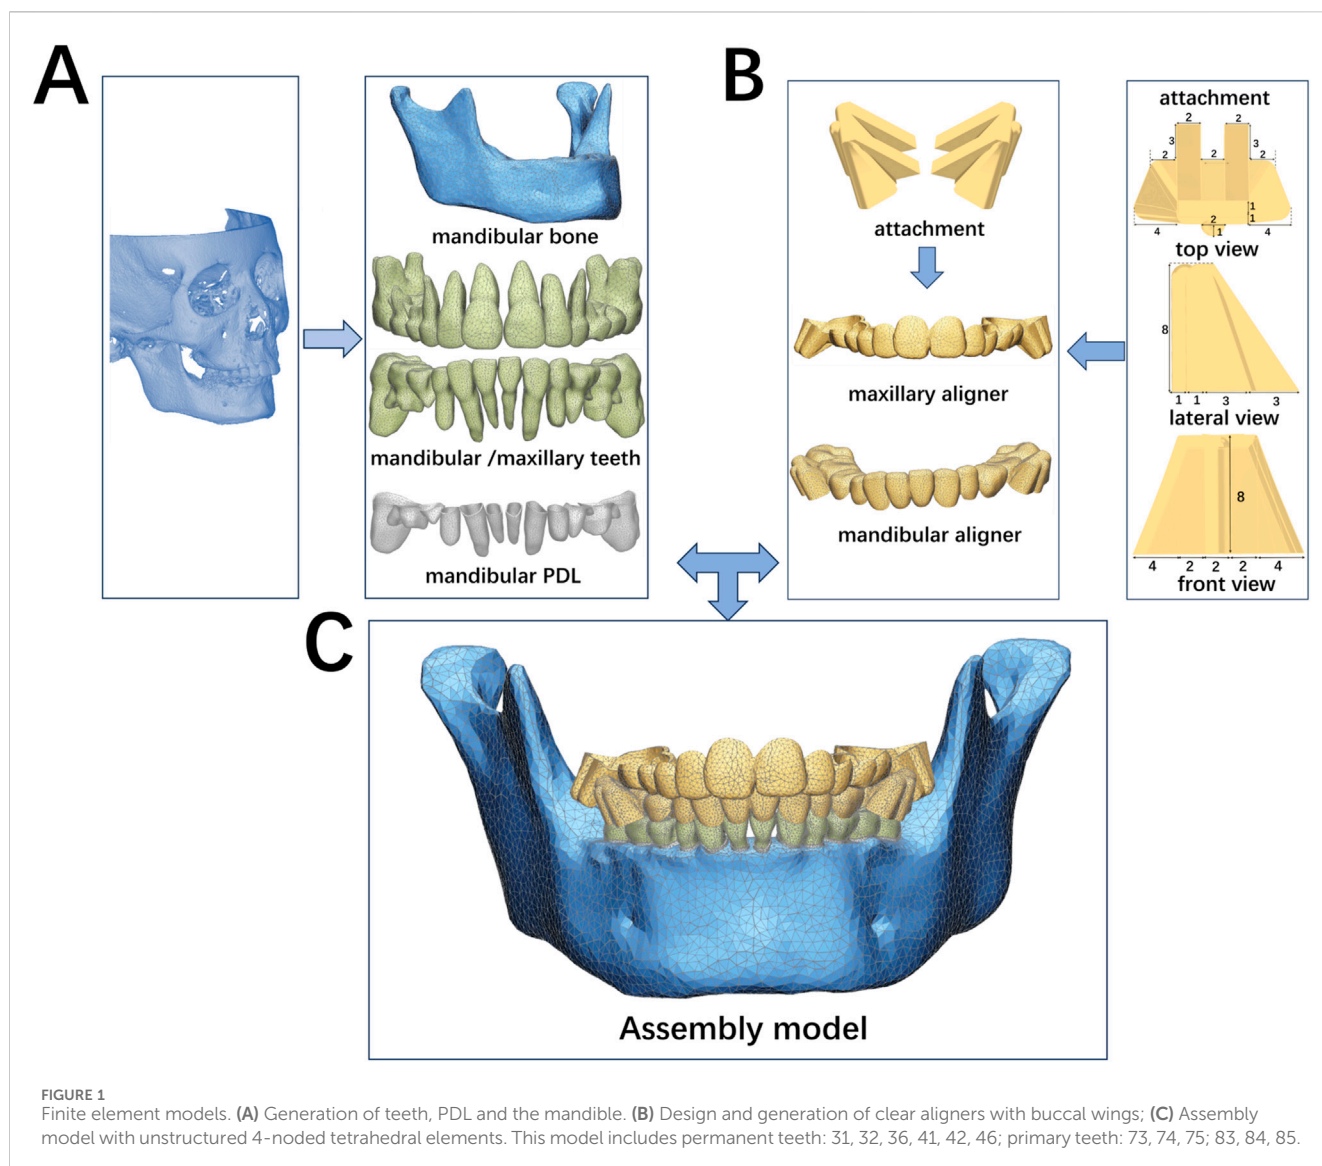 A
mandibular bone
mandibular /maxillary teeth
mandibular PDL
B
attachment
maxillary aligner
mandibular aligner
attachment
2 2
3 3
2 2 2
1
2 1
4 1 4
top view
8
1 1 3 3
lateral view
8
4 2 2 2 4
front view
C
Assembly model
FIGURE 1
Finite element models. (A) Generation of teeth, PDL and the mandible. (B) Design and generation of clear aligners with buccal wings; (C) Assembly
model with unstructured 4-noded tetrahedral elements. This model includes permanent teeth: 31, 32, 36, 41, 42, 46; primary teeth: 73, 74, 75; 83, 84, 85.